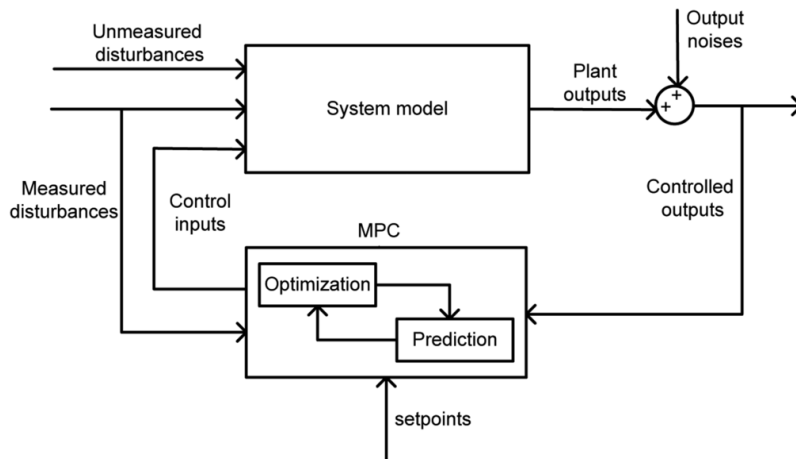 Unmeasured
disturbances
Output
noises
System model
Plant
outputs
+
+
Measured
disturbances
Control
inputs
Controlled
outputs
MPC
Optimization
Prediction
setpoints